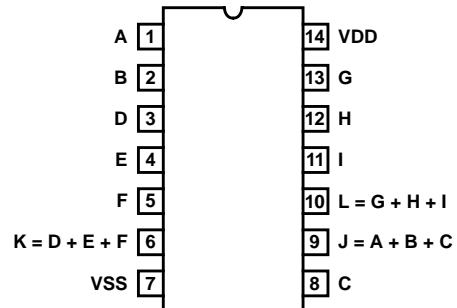 A 1 14 VDD
B 2 13 G
D 3 12 H
E 4 11 I
F 5 10 L = G + H + I
K = D + E + F 6 9 J = A + B + C
VSS 7 8 C